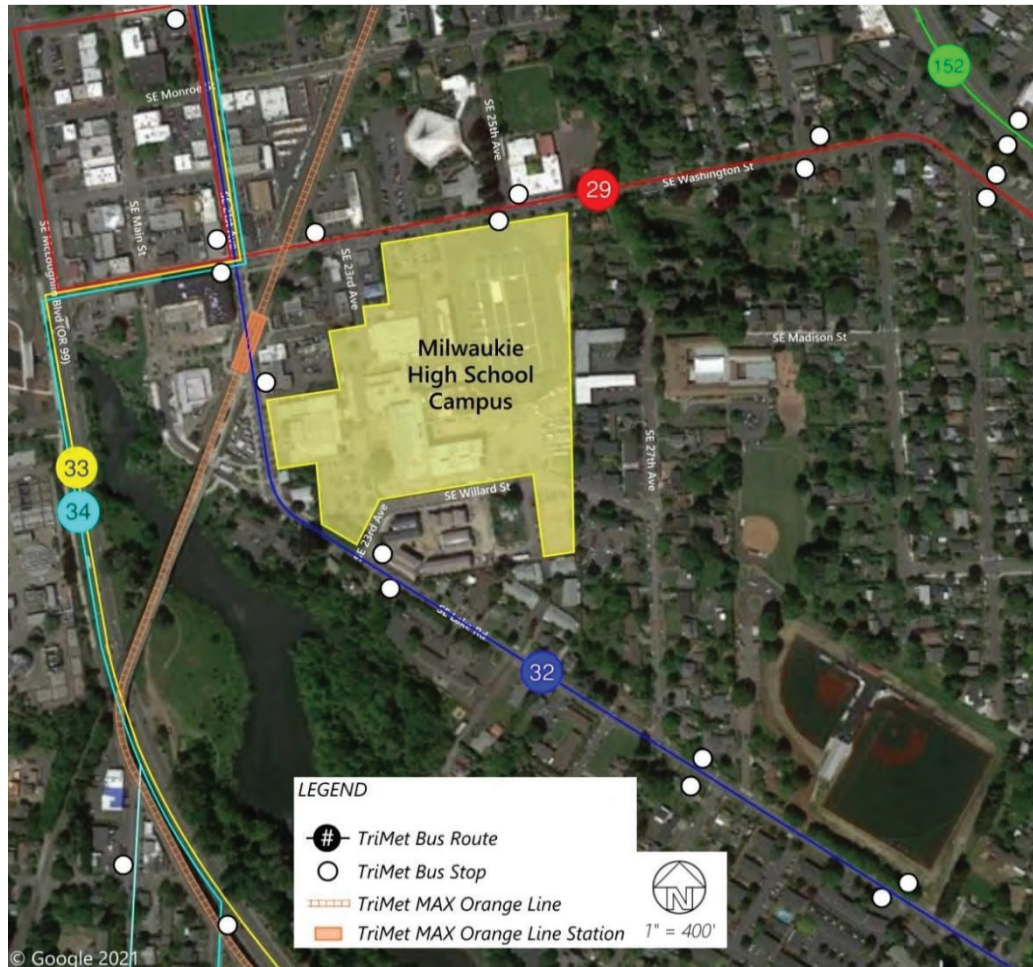 152
SE Monroe St
SE 25th Ave
29
SE Washington St
SE Main St
SE 23rd Ave
SE McLoughlin Blvd (OR 99)
SE Madison St
Milwaukie
High School
Campus
33
34
SE 27th Ave
SE Willard St
SE 23rd Ave
SE Lake Rd
32
LEGEND
# TriMet Bus Route
TriMet Bus Stop
TriMet MAX Orange Line
TriMet MAX Orange Line Station
N
1" = 400'
© Google 2021